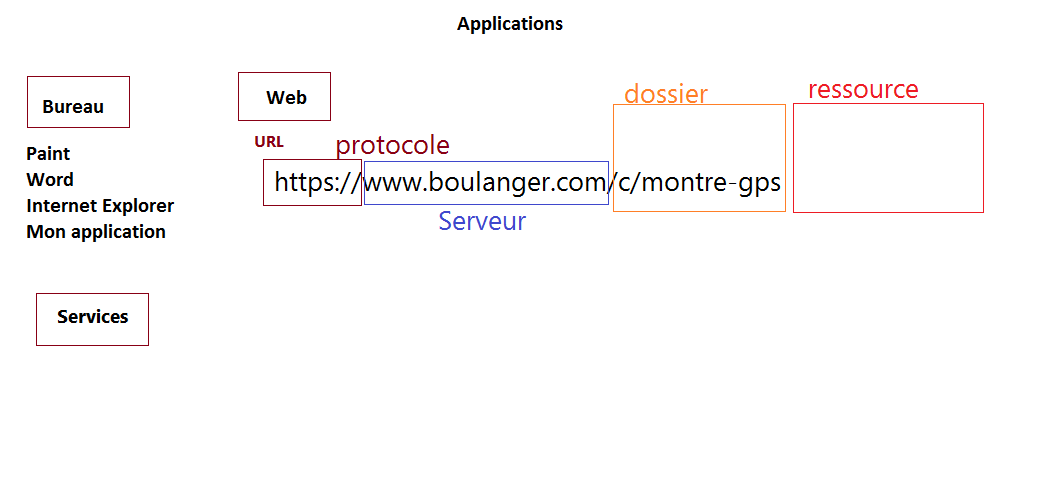 Applications
Bureau
Web
dossier
ressource
URL
protocole
Paint
Word
Internet Explorer
Mon application
https://www.boulanger.com/c/montre-gps
Serveur
Services